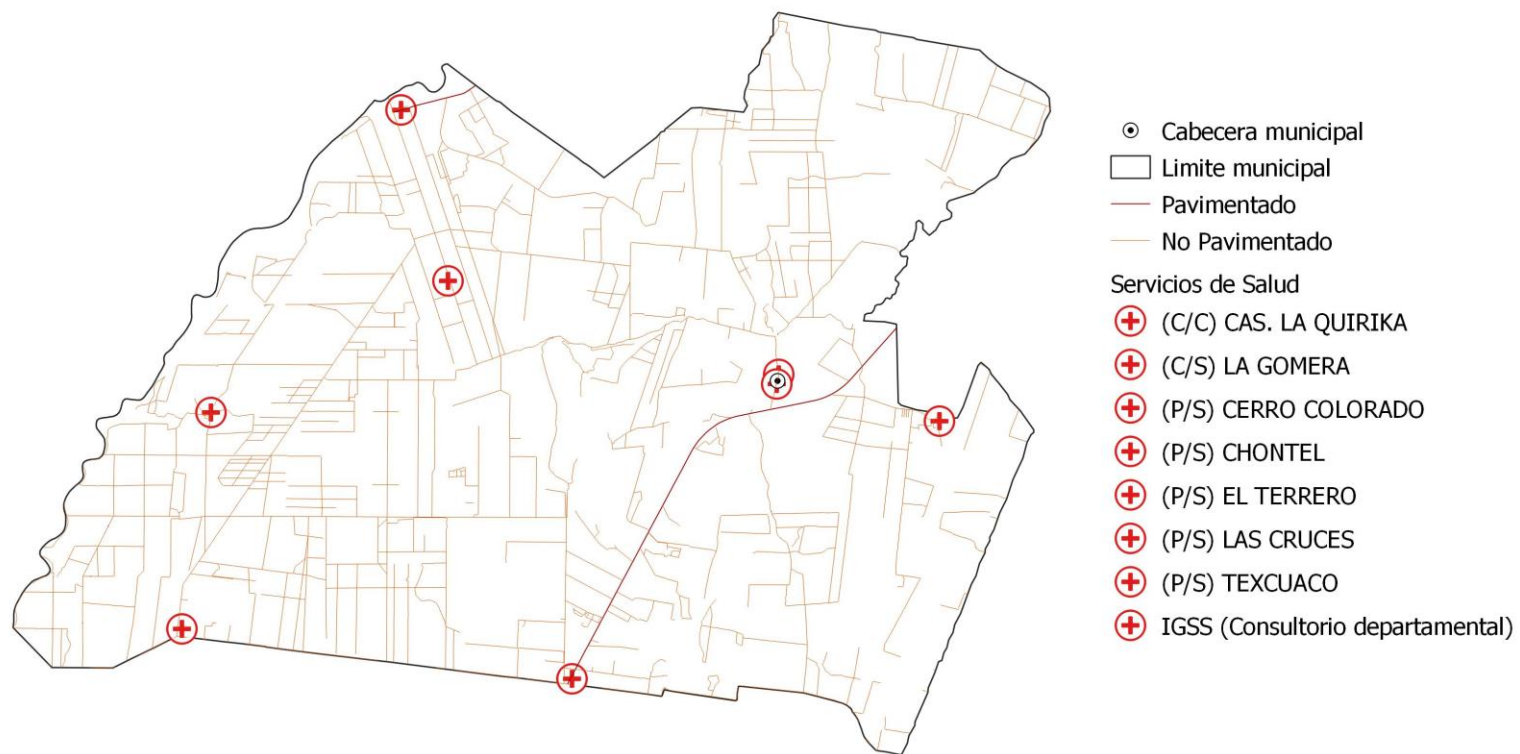 Cabecera municipal
Limite municipal
Pavimentado
No Pavimentado
Servicios de Salud
(C/C) CAS. LA QUIRIKA
(C/S) LA GOMERA
(P/S) CERRO COLORADO
(P/S) CHONTEL
(P/S) EL TERRERO
(P/S) LAS CRUCES
(P/S) TEXCUACO
IGSS (Consultorio departamental)